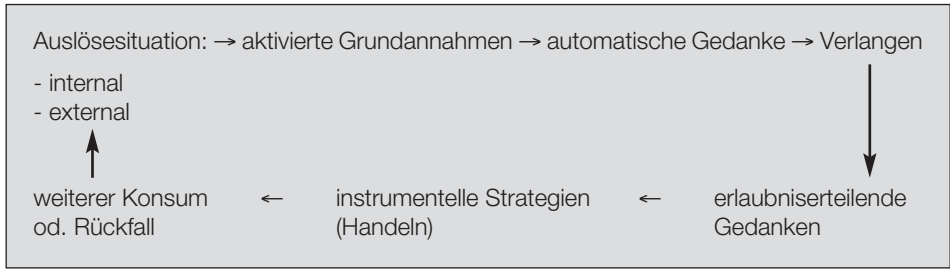 Auslösesituation: → aktivierte Grundannahmen → automatische Gedanke → Verlangen
- internal
- external
weiterer Konsum ← instrumentelle Strategien ← erlaubniserteilende
od. Rückfall (Handeln) Gedanken